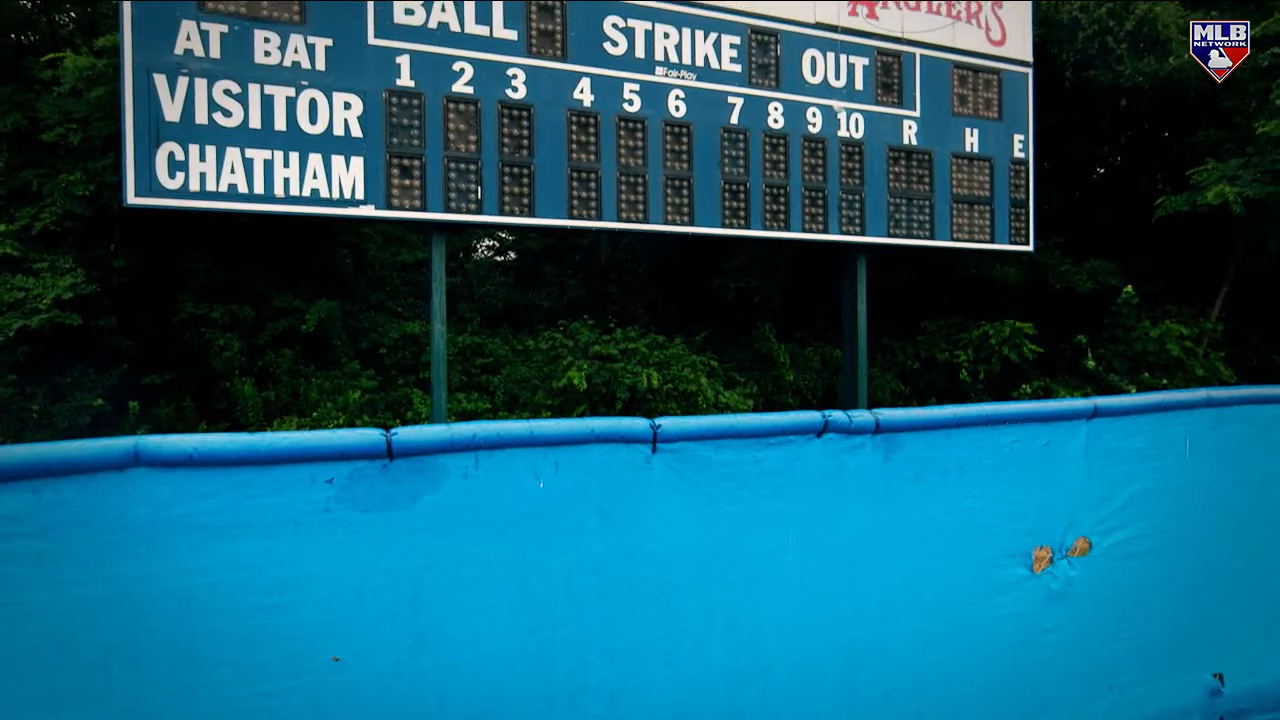 ANGLERS
BALL STRIKE OUT
AT BAT
Fair-Play
1 2 3 4 5 6 7 8 9 10 R H E
VISITOR
CHATHAM
MLB
NETWORK